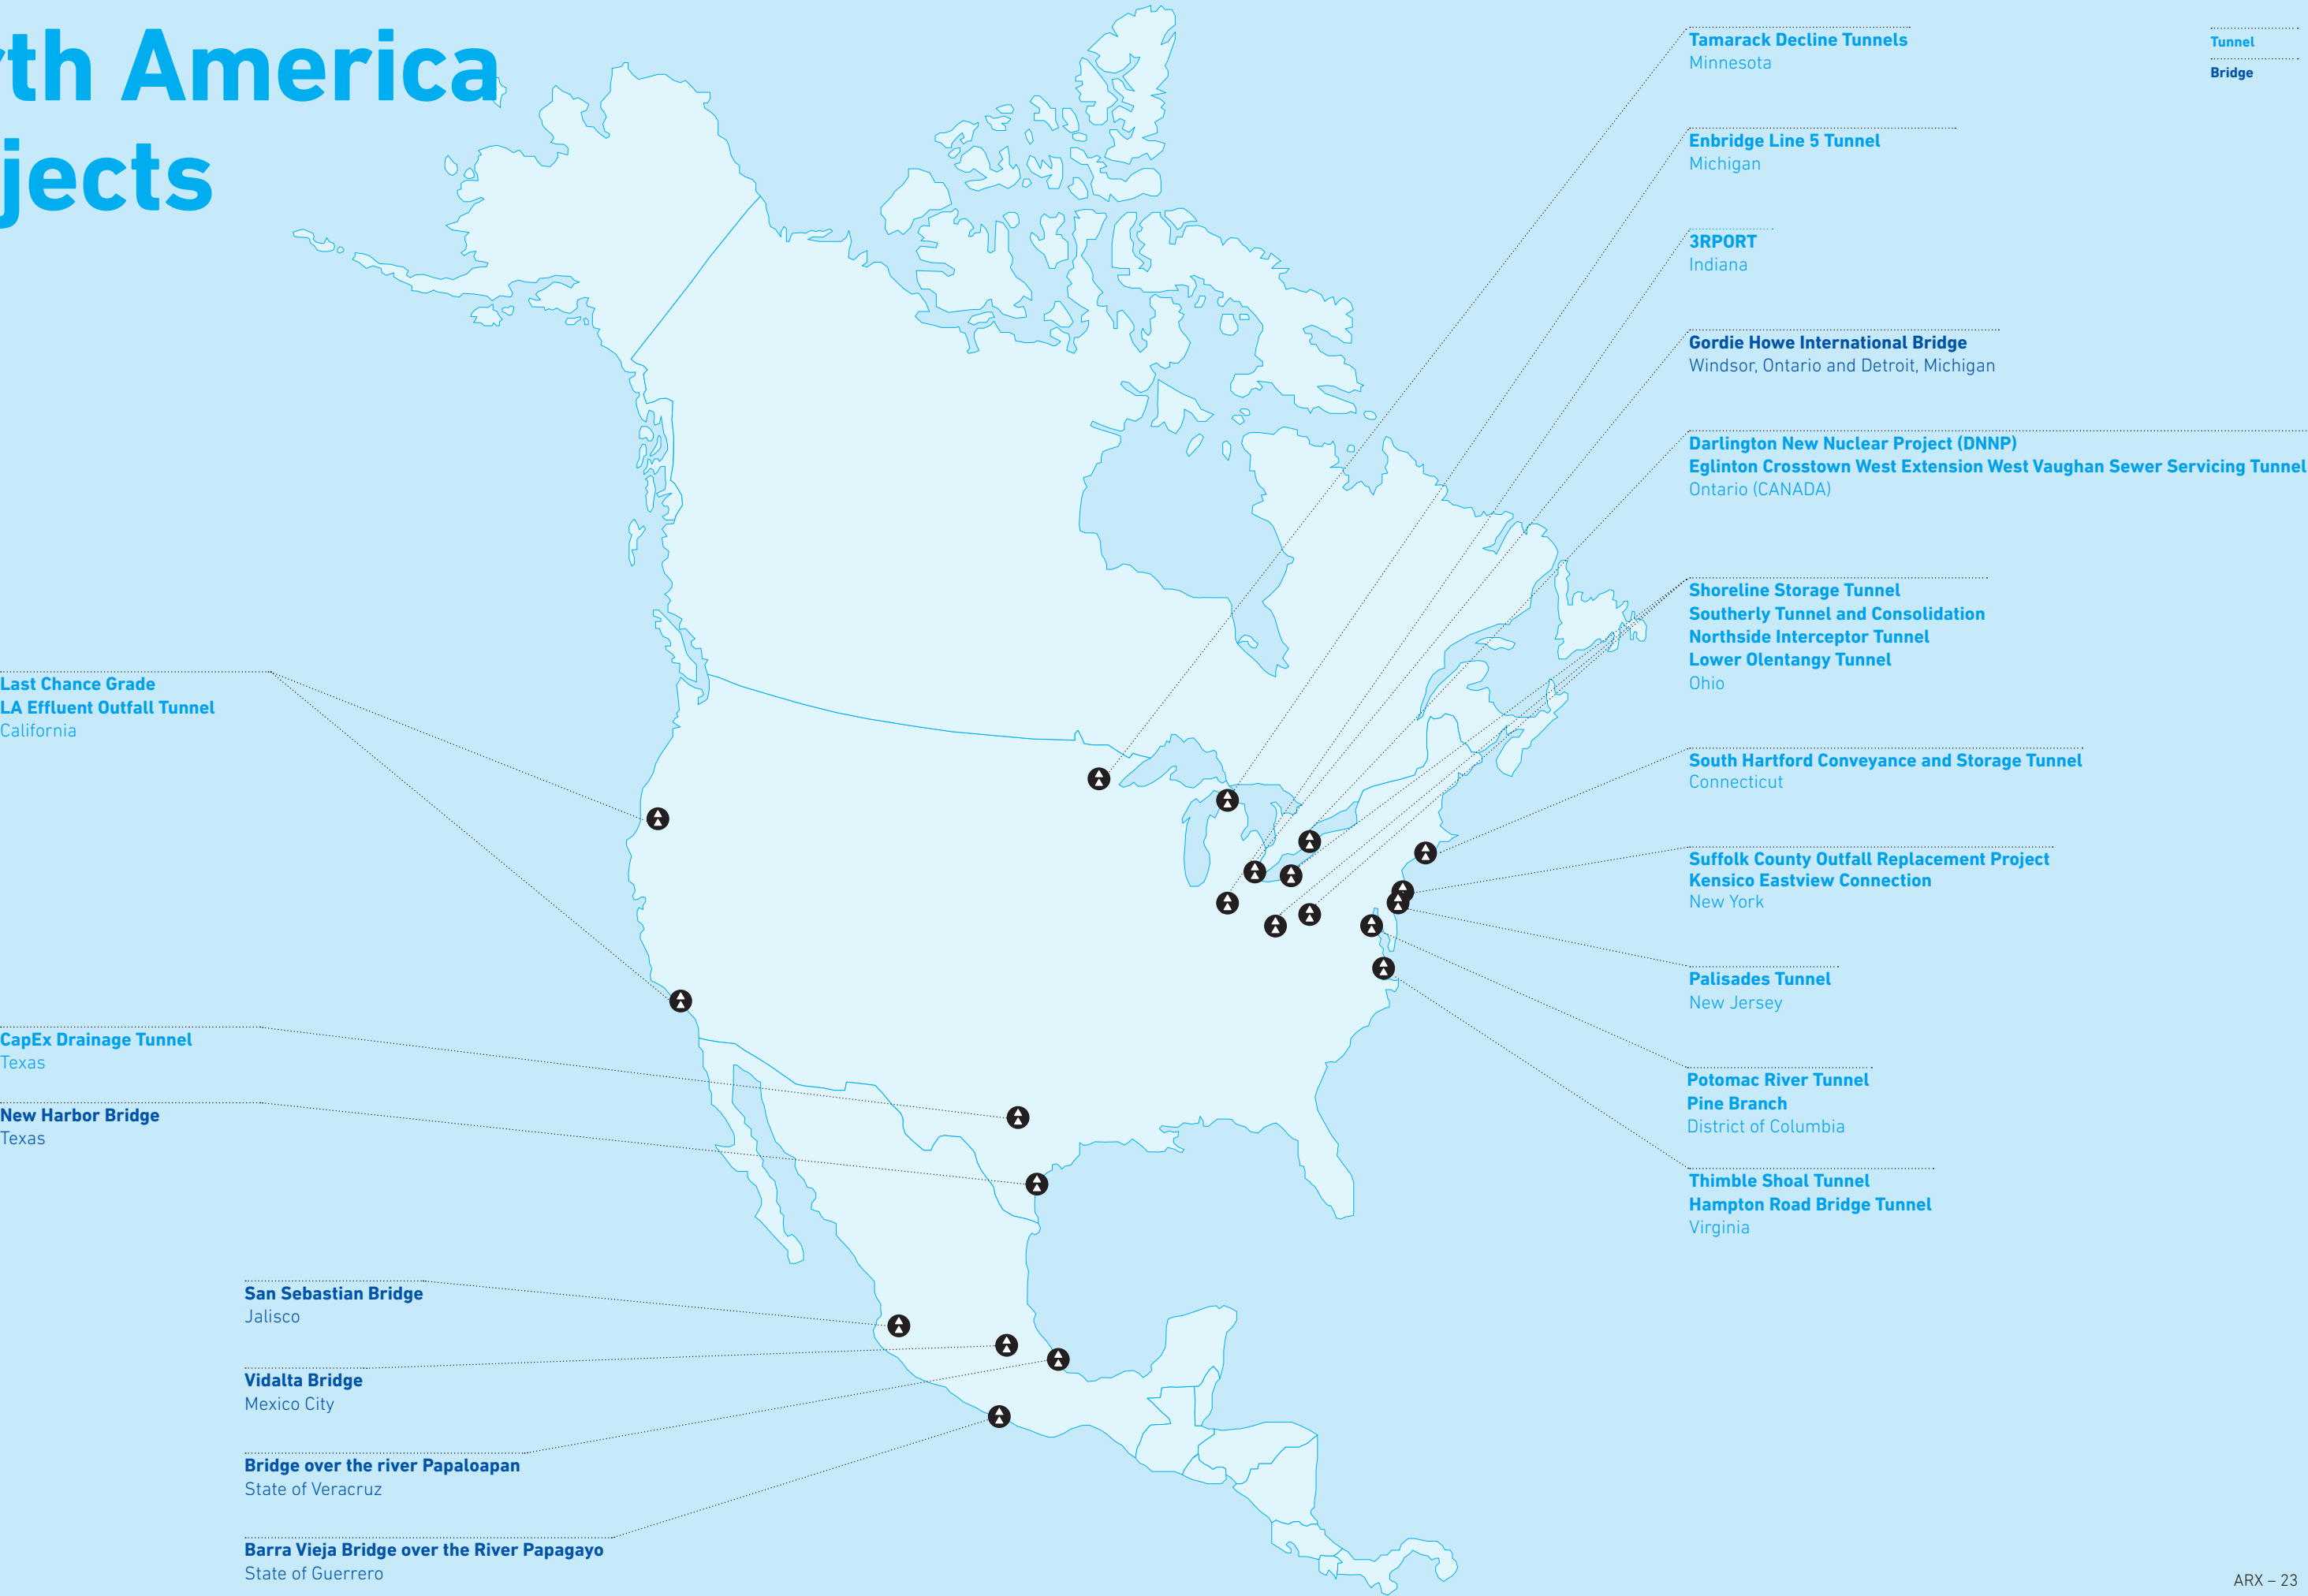 th America
jects
Tunnel
Bridge
Tamarack Decline Tunnels
Minnesota
Enbridge Line 5 Tunnel
Michigan
3RPORT
Indiana
Gordie Howe International Bridge
Windsor, Ontario and Detroit, Michigan
Darlington New Nuclear Project (DNNP)
Eglinton Crosstown West Extension West Vaughan Sewer Servicing Tunnel
Ontario (CANADA)
Shoreline Storage Tunnel
Southerly Tunnel and Consolidation
Northside Interceptor Tunnel
Lower Olentangy Tunnel
Ohio
South Hartford Conveyance and Storage Tunnel
Connecticut
Suffolk County Outfall Replacement Project
Kensico Eastview Connection
New York
Palisades Tunnel
New Jersey
Potomac River Tunnel
Pine Branch
District of Columbia
Thimble Shoal Tunnel
Hampton Road Bridge Tunnel
Virginia
Last Chance Grade
LA Effluent Outfall Tunnel
California
CapEx Drainage Tunnel
Texas
New Harbor Bridge
Texas
San Sebastian Bridge
Jalisco
Vidalta Bridge
Mexico City
Bridge over the river Papaloapan
State of Veracruz
Barra Vieja Bridge over the River Papagayo
State of Guerrero
ARX – 23